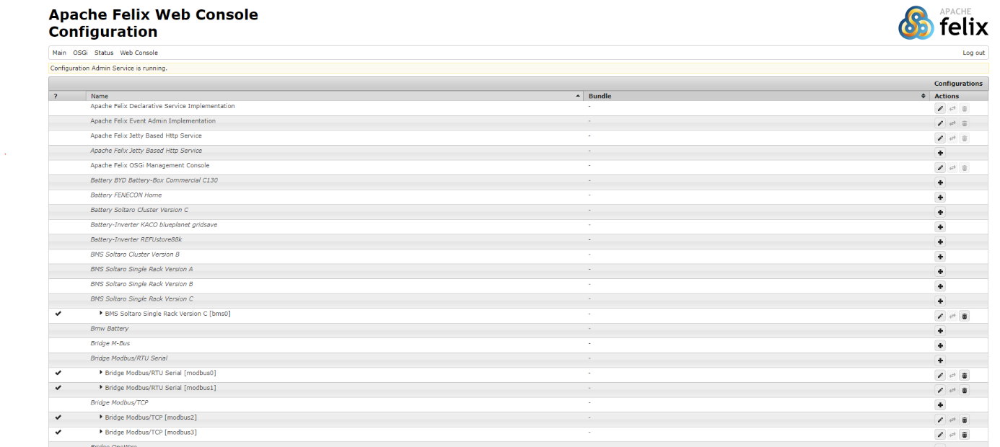 Apache Felix Web Console
Configuration
APACHE
felix
Main OSGi Status Web Console Log out
Configuration Admin Service is running.
Configurations
? Name Bundle Actions
Apache Felix Declarative Service Implementation -
Apache Felix Event Admin Implementation -
Apache Felix Jetty Based Http Service -
Apache Felix Jetty Based Http Service -
Apache Felix OSGi Management Console -
Battery BYD Battery-Box Commercial C130 -
Battery FENECON Home -
Battery Soltaro Cluster Version C -
Battery-Inverter KACO blueplanet gridsave -
Battery-Inverter REFUstore88k -
BMS Soltaro Cluster Version B -
BMS Soltaro Single Rack Version A -
BMS Soltaro Single Rack Version B -
BMS Soltaro Single Rack Version C -
BMS Soltaro Single Rack Version C [bms0] -
Bmw Battery -
Bridge M-Bus -
Bridge Modbus/RTU Serial -
Bridge Modbus/RTU Serial [modbus0] -
Bridge Modbus/RTU Serial [modbus1] -
Bridge Modbus/TCP -
Bridge Modbus/TCP [modbus2] -
Bridge Modbus/TCP [modbus3] -
Bridge OneWire